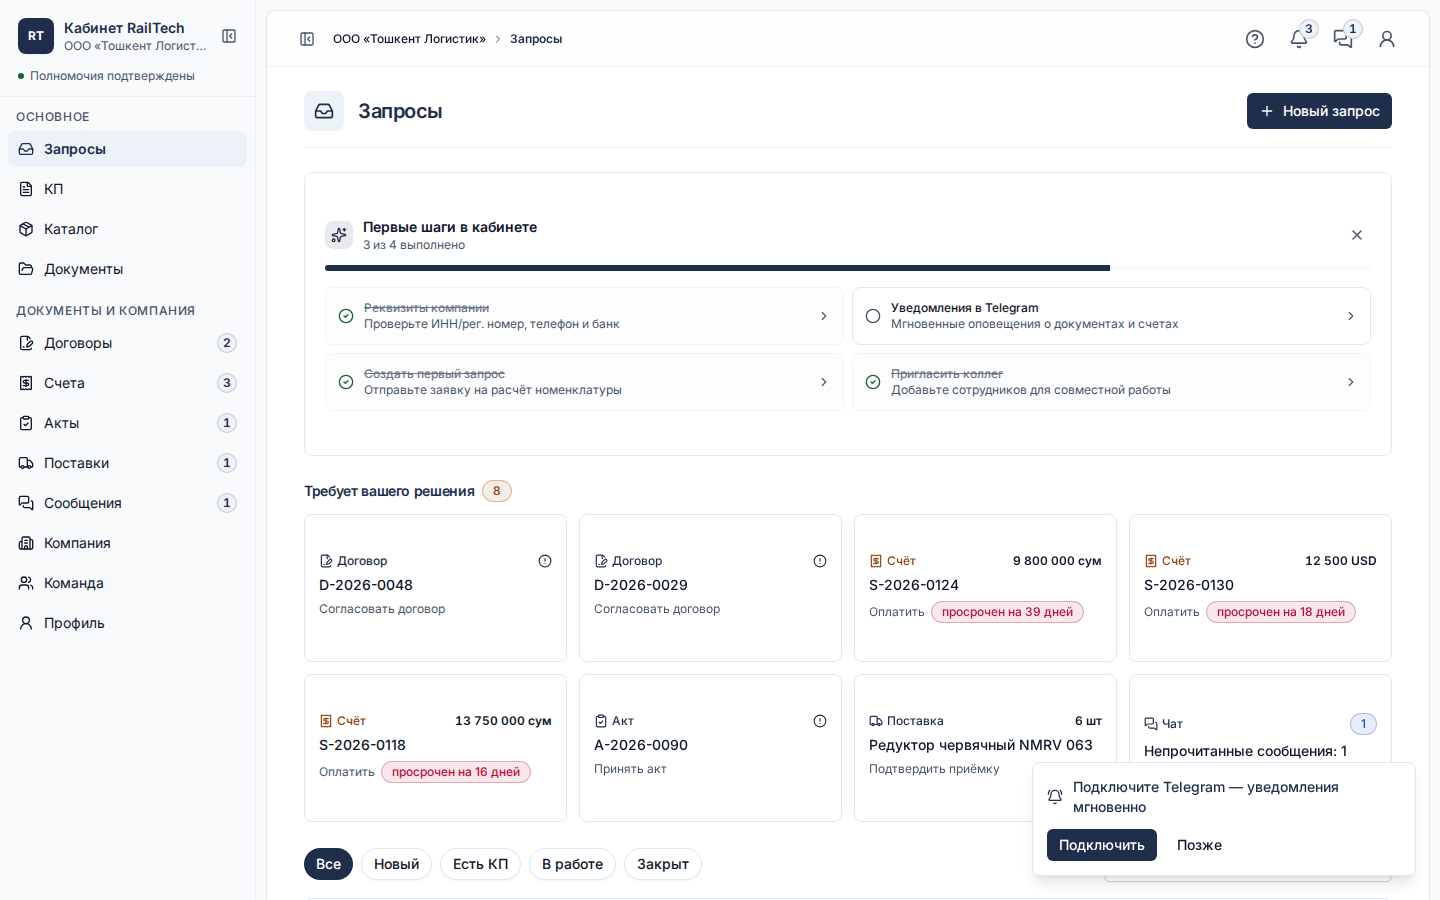 RT
Кабинет RailTech
ООО «Тошкент Логист...
Полномочия подтверждены
ОСНОВНОЕ
Запросы
КП
Каталог
Документы
ДОКУМЕНТЫ И КОМПАНИЯ
Договоры 2
Счета 3
Акты 1
Поставки 1
Сообщения 1
Компания
Команда
Профиль
ООО «Тошкент Логистик» > Запросы
3
1
Запросы
+ Новый запрос
Первые шаги в кабинете
3 из 4 выполнено
Реквизиты компании
Проверьте ИНН/рег. номер, телефон и банк
Уведомления в Telegram
Мгновенные оповещения о документах и счетах
Создать первый запрос
Отправьте заявку на расчёт номенклатуры
Пригласить коллег
Добавьте сотрудников для совместной работы
Требует вашего решения 8
Договор
D-2026-0048
Согласовать договор
Договор
D-2026-0029
Согласовать договор
Счёт 9 800 000 сум
S-2026-0124
Оплатить просрочен на 39 дней
Счёт 12 500 USD
S-2026-0130
Оплатить просрочен на 18 дней
Счёт 13 750 000 сум
S-2026-0118
Оплатить просрочен на 16 дней
Акт
A-2026-0090
Принять акт
Поставка 6 шт
Редуктор червячный NMRV 063
Подтвердить приёмку
Чат 1
Непрочитанные сообщения: 1
Подключите Telegram — уведомления
мгновенно
Подключить Позже
Все Новый Есть КП В работе Закрыт